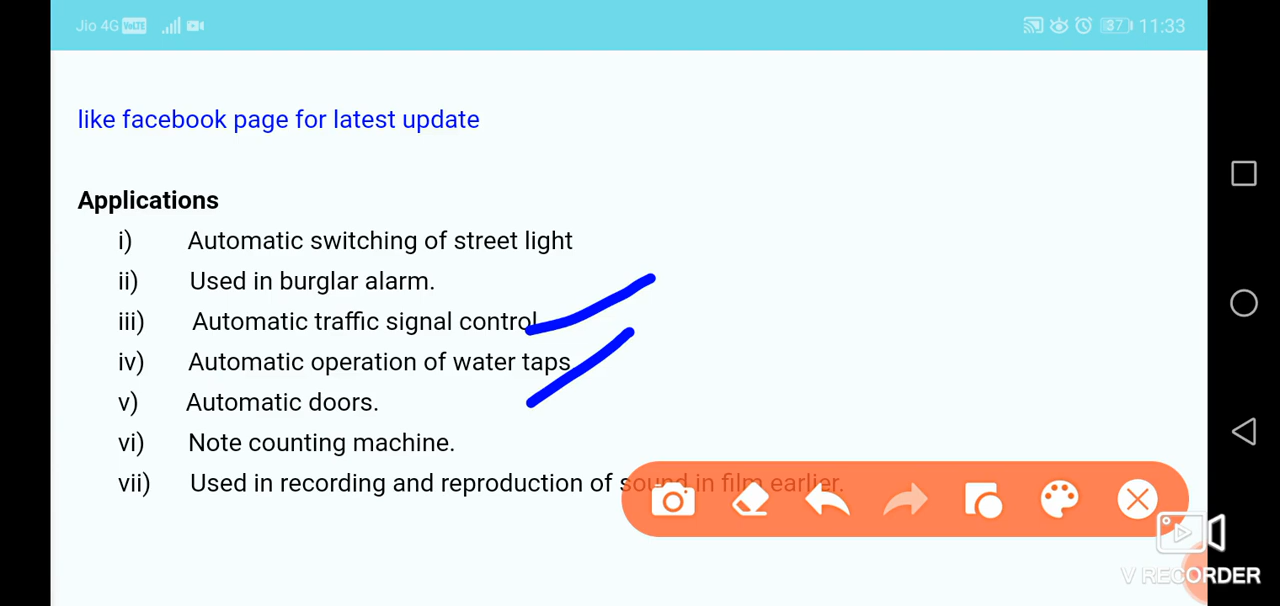 Jio 4G VoLTE 37 11:33
like facebook page for latest update
Applications
i) Automatic switching of street light
ii) Used in burglar alarm.
iii) Automatic traffic signal control
iv) Automatic operation of water taps
v) Automatic doors.
vi) Note counting machine.
vii) Used in recording and reproduction of sound in film earlier.
V RECORDER